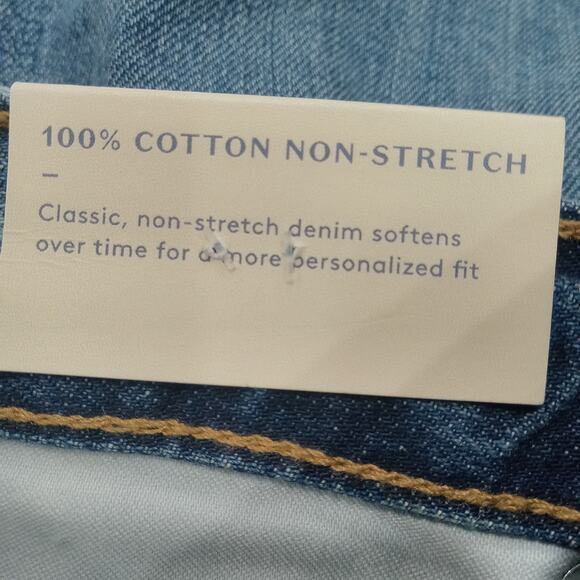 100% COTTON NON-STRETCH
–
Classic, non-stretch denim softens
over time for a more personalized fit